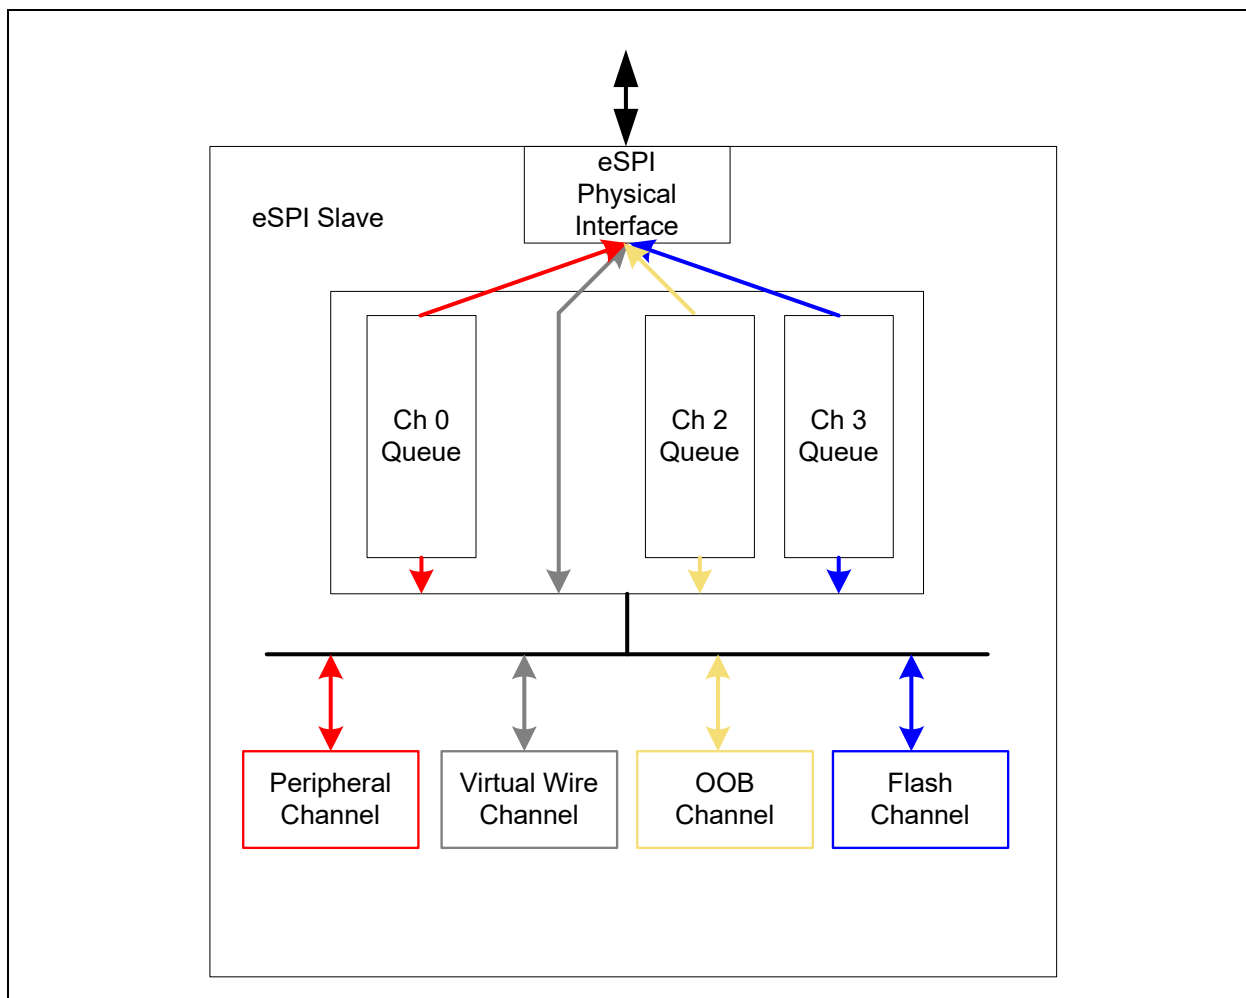 eSPI
Physical
Interface
eSPI Slave
Ch 0
Queue
Ch 2
Queue
Ch 3
Queue
Peripheral
Channel
Virtual Wire
Channel
OOB
Channel
Flash
Channel